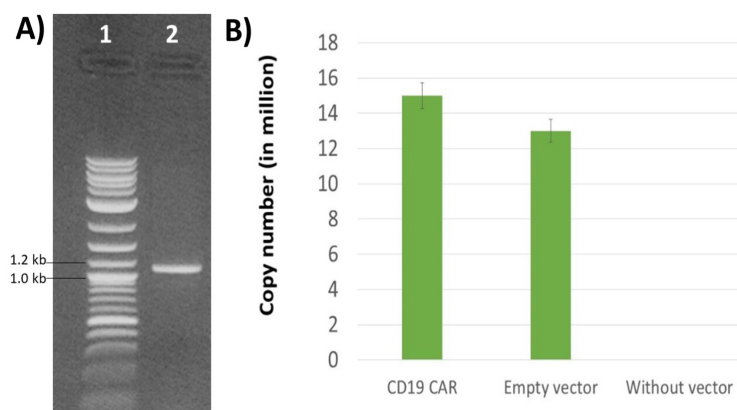 A)
1 2
1.2 kb
1.0 kb
B)
Copy number (in million)
18
16
14
12
10
8
6
4
2
0
CD19 CAR Empty vector Without vector